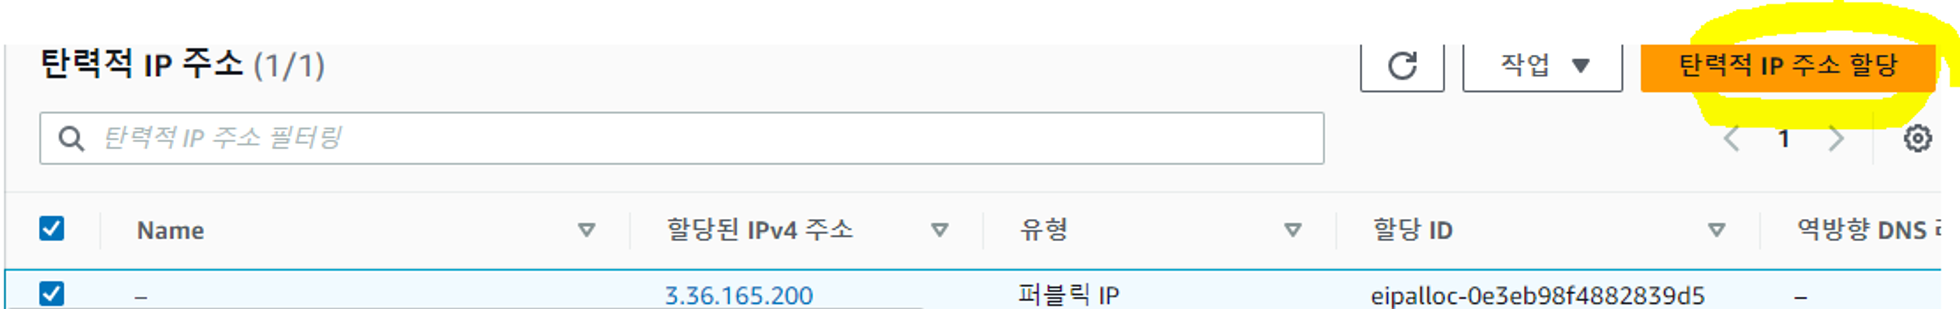 탄력적 IP 주소 (1/1) 작업 탄력적 IP 주소 할당
탄력적 IP 주소 필터링
1
Name 할당된 IPv4 주소 유형 할당 ID 역방향 DNS
– 3.36.165.200 퍼블릭 IP eipalloc-0e3eb98f4882839d5 –